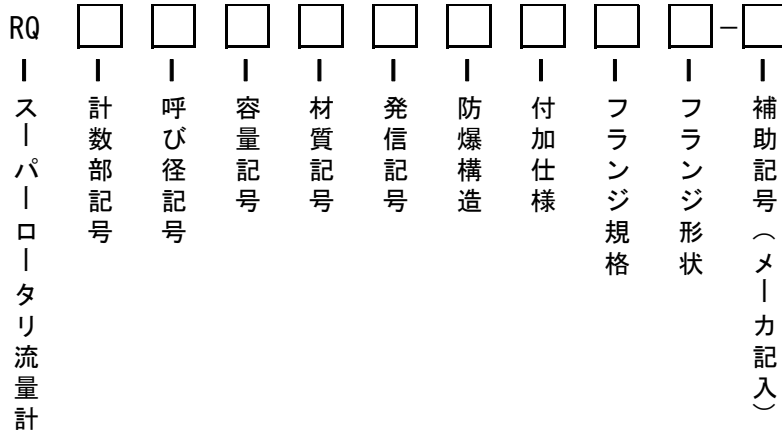 RQ □ □ □ □ □ □ □ □ □-□
スーパーロータリ流量計
計数部記号
呼び径記号
容量記号
材質記号
発信記号
防爆構造
付加仕様
フランジ規格
フランジ形状
補助記号(メーカ記入)